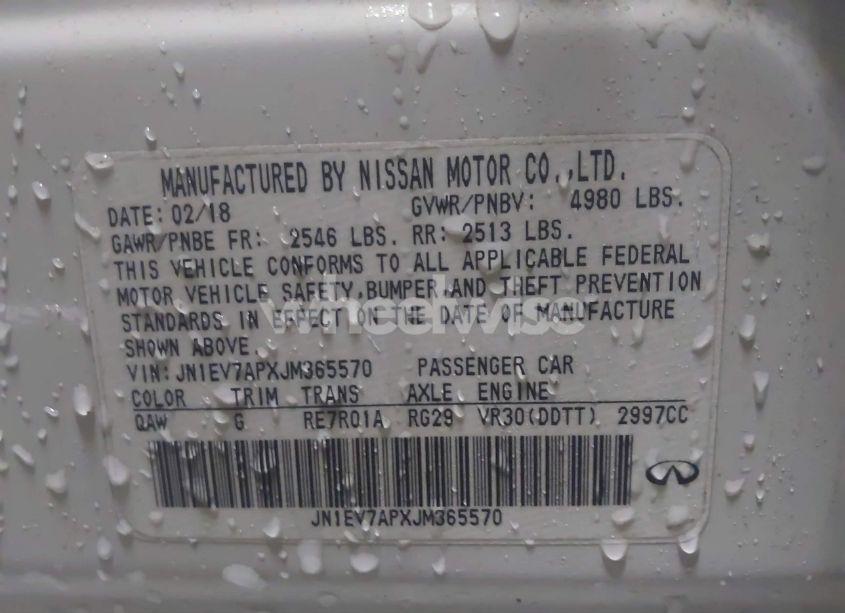 MANUFACTURED BY NISSAN MOTOR CO.,LTD.
DATE: 02/18 GVWR/PNBV: 4980 LBS.
GAWR/PNBE FR: 2546 LBS. RR: 2513 LBS.
THIS VEHICLE CONFORMS TO ALL APPLICABLE FEDERAL
MOTOR VEHICLE SAFETY,BUMPER,AND THEFT PREVENTION
STANDARDS IN EFFECT ON THE DATE OF MANUFACTURE
SHOWN ABOVE.
VIN:JN1EV7APXJM365570 PASSENGER CAR
COLOR TRIM TRANS AXLE ENGINE
QAW G RE7R01A RG29 VR30(DDTT) 2997CC
JN1EV7APXJM365570
wheelwise